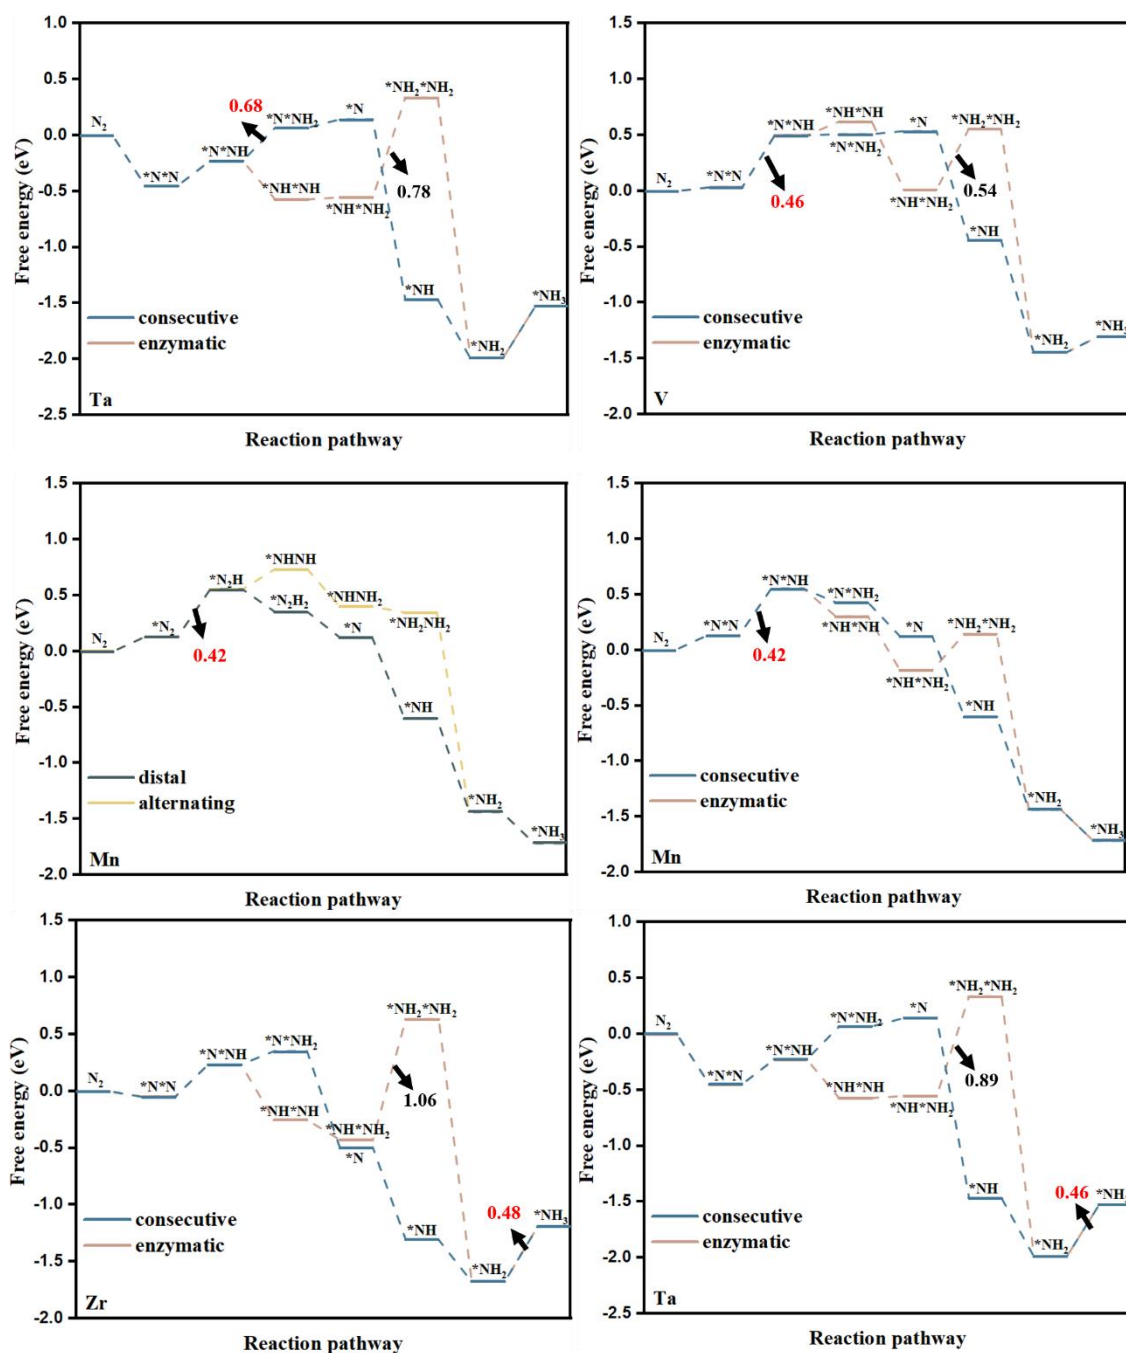 1.0
0.5
0.0
-0.5
-1.0
-1.5
-2.0
-2.5
Free energy (eV)
N₂
*N*N
*N*NH
0.68
*N*NH₂
*N
*NH₂*NH₂
0.78
*NH*NH
*NH*NH₂
*NH
*NH₂
*NH₃
consecutive
enzymatic
Ta
Reaction pathway
1.5
1.0
0.5
0.0
-0.5
-1.0
-1.5
-2.0
Free energy (eV)
N₂
*N*N
*N*NH
0.46
*NH*NH
*N*NH₂
*N
*NH*NH₂
*NH₂*NH₂
0.54
*NH
*NH₂
*NH₃
consecutive
enzymatic
V
Reaction pathway
1.5
1.0
0.5
0.0
-0.5
-1.0
-1.5
-2.0
Free energy (eV)
N₂
*N₂
*N₂H
0.42
*NHNH
*N₂H₂
*NHNH₂
*N
*NH₂NH₂
*NH
*NH₂
*NH₃
distal
alternating
Mn
Reaction pathway
1.5
1.0
0.5
0.0
-0.5
-1.0
-1.5
-2.0
Free energy (eV)
N₂
*N*N
*N*NH
0.42
*N*NH₂
*NH*NH
*N
*NH*NH₂
*NH₂*NH₂
*NH
*NH₂
*NH₃
consecutive
enzymatic
Mn
Reaction pathway
1.5
1.0
0.5
0.0
-0.5
-1.0
-1.5
-2.0
Free energy (eV)
N₂
*N*N
*N*NH
*N*NH₂
*NH*NH
*NH*NH₂
*N
*NH₂*NH₂
1.06
*NH
*NH₂
0.48
*NH₃
consecutive
enzymatic
Zr
Reaction pathway
1.0
0.5
0.0
-0.5
-1.0
-1.5
-2.0
-2.5
Free energy (eV)
N₂
*N*N
*N*NH
*N*NH₂
*N
*NH*NH
*NH*NH₂
*NH₂*NH₂
0.89
*NH
*NH₂
0.46
*NH₃
consecutive
enzymatic
Ta
Reaction pathway